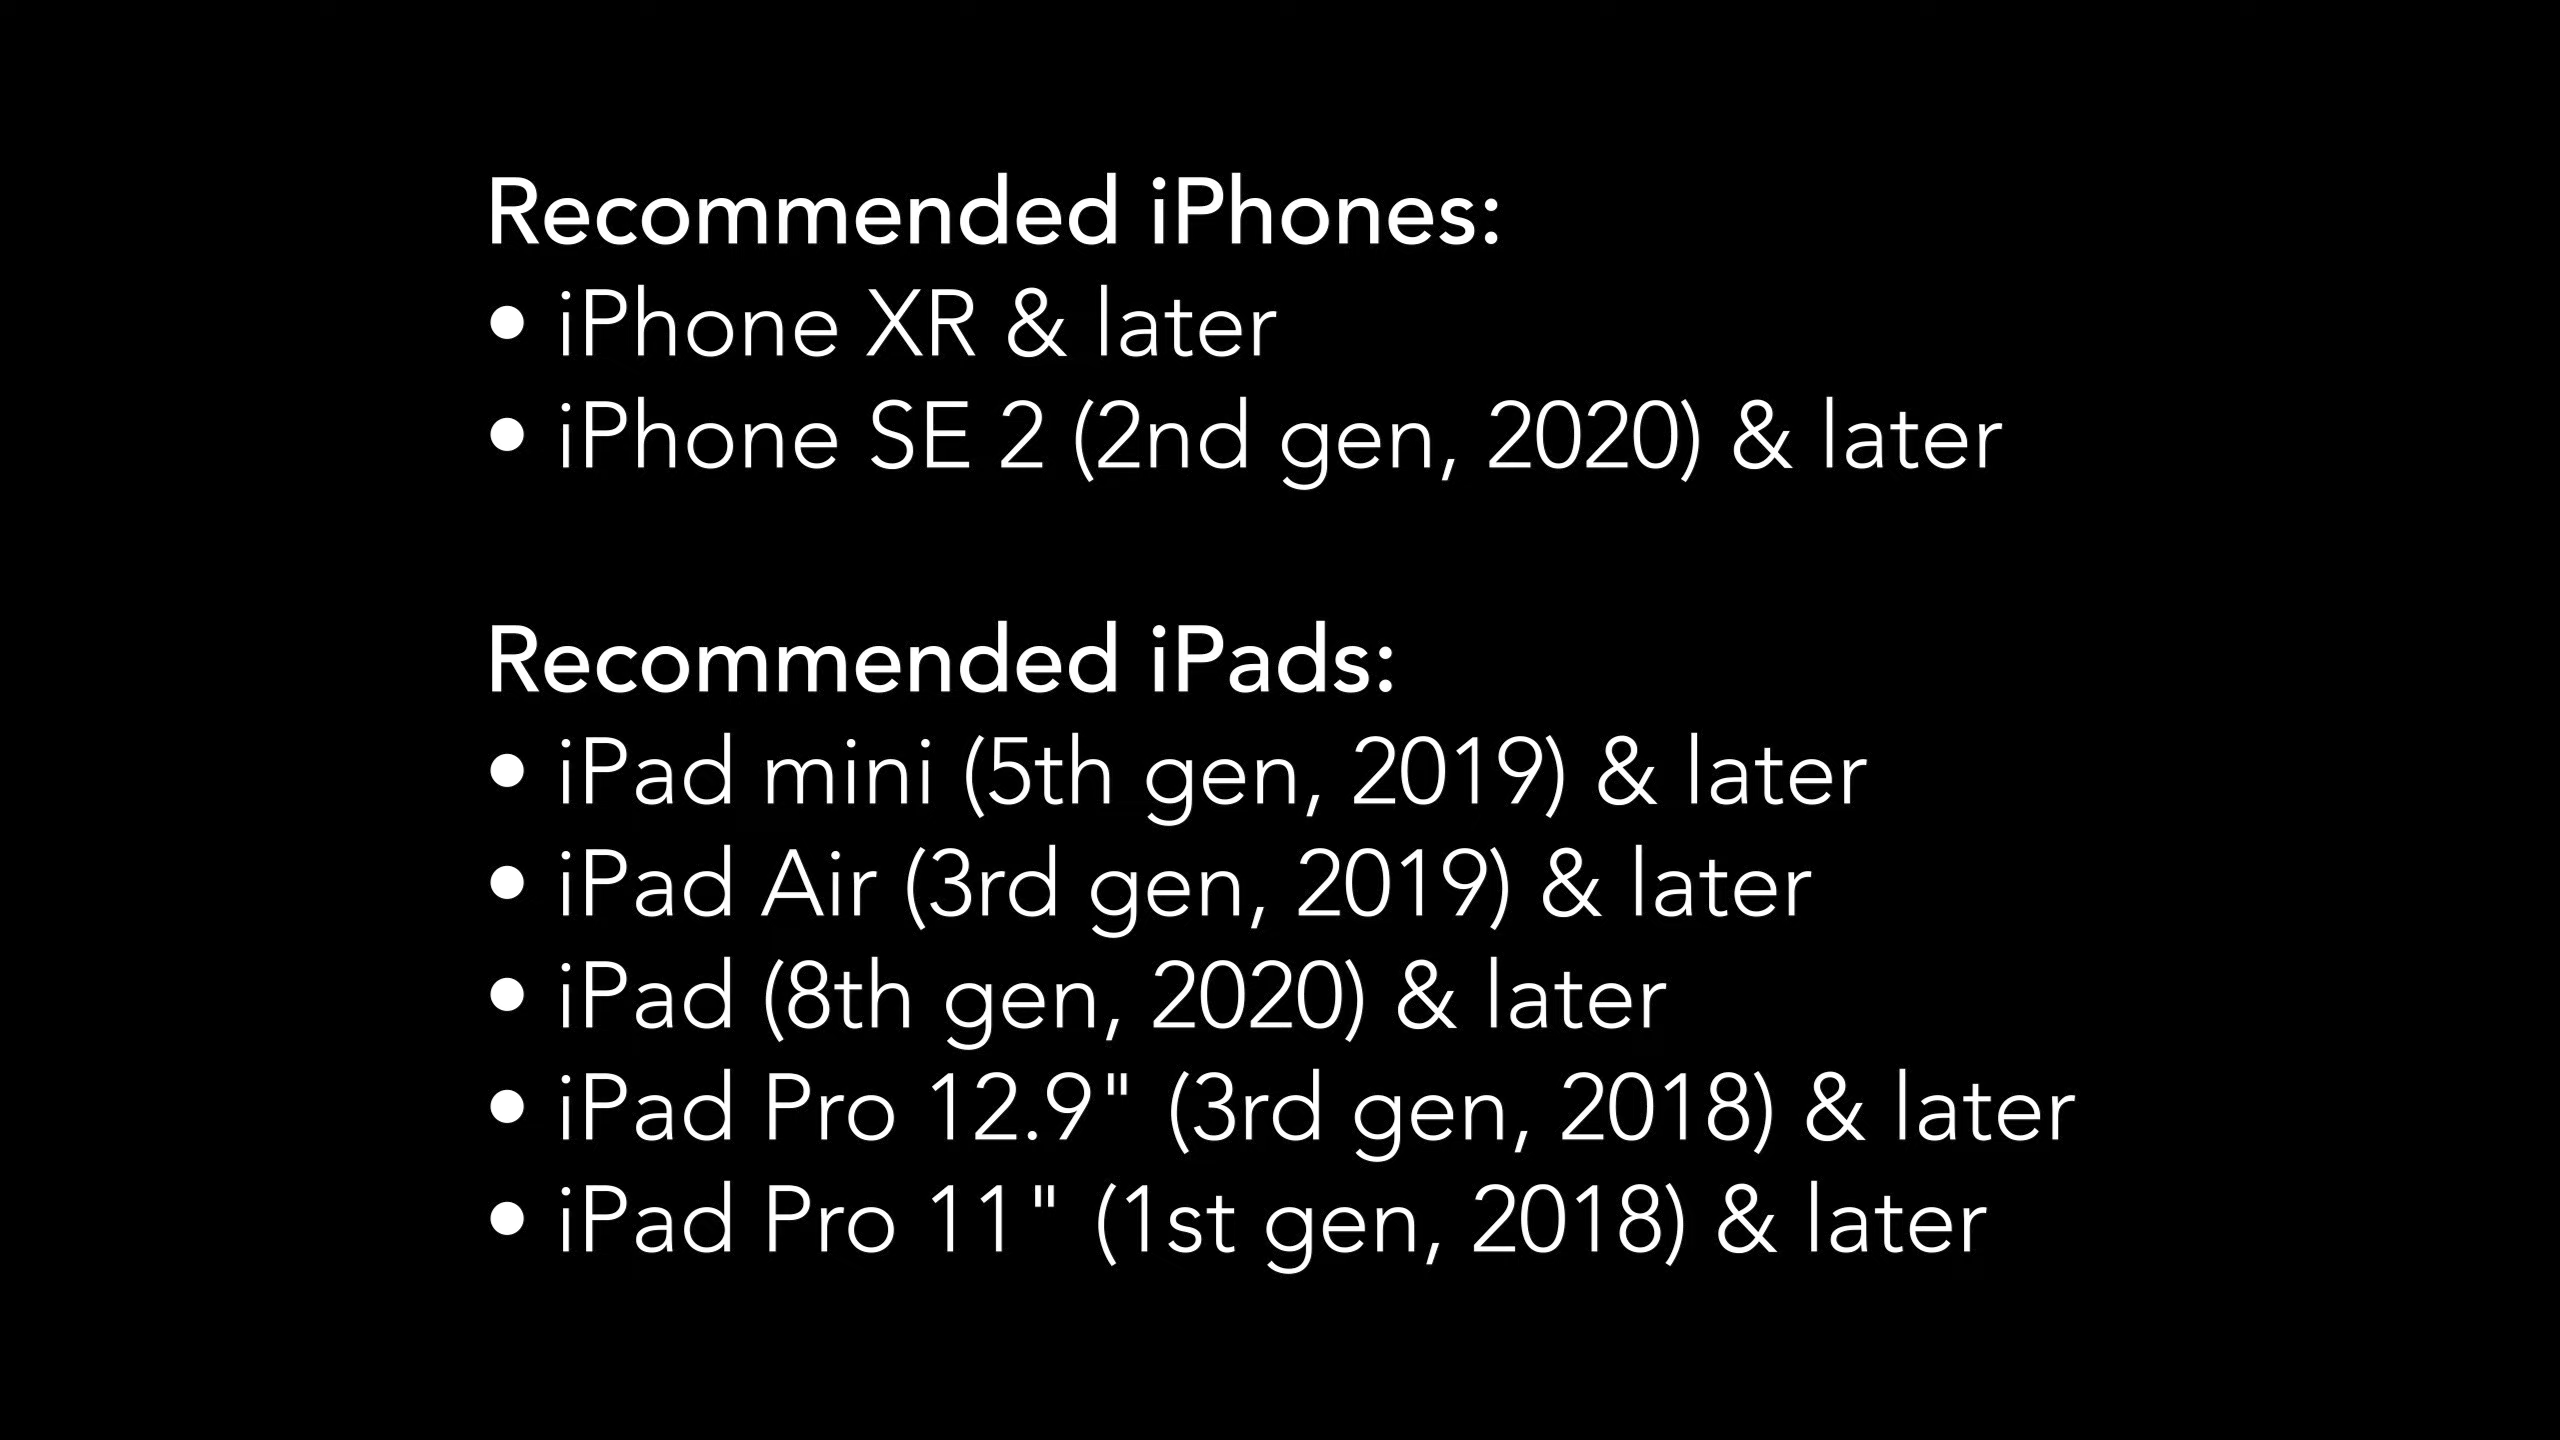 Recommended iPhones:
• iPhone XR & later
• iPhone SE 2 (2nd gen, 2020) & later
Recommended iPads:
• iPad mini (5th gen, 2019) & later
• iPad Air (3rd gen, 2019) & later
• iPad (8th gen, 2020) & later
• iPad Pro 12.9" (3rd gen, 2018) & later
• iPad Pro 11" (1st gen, 2018) & later